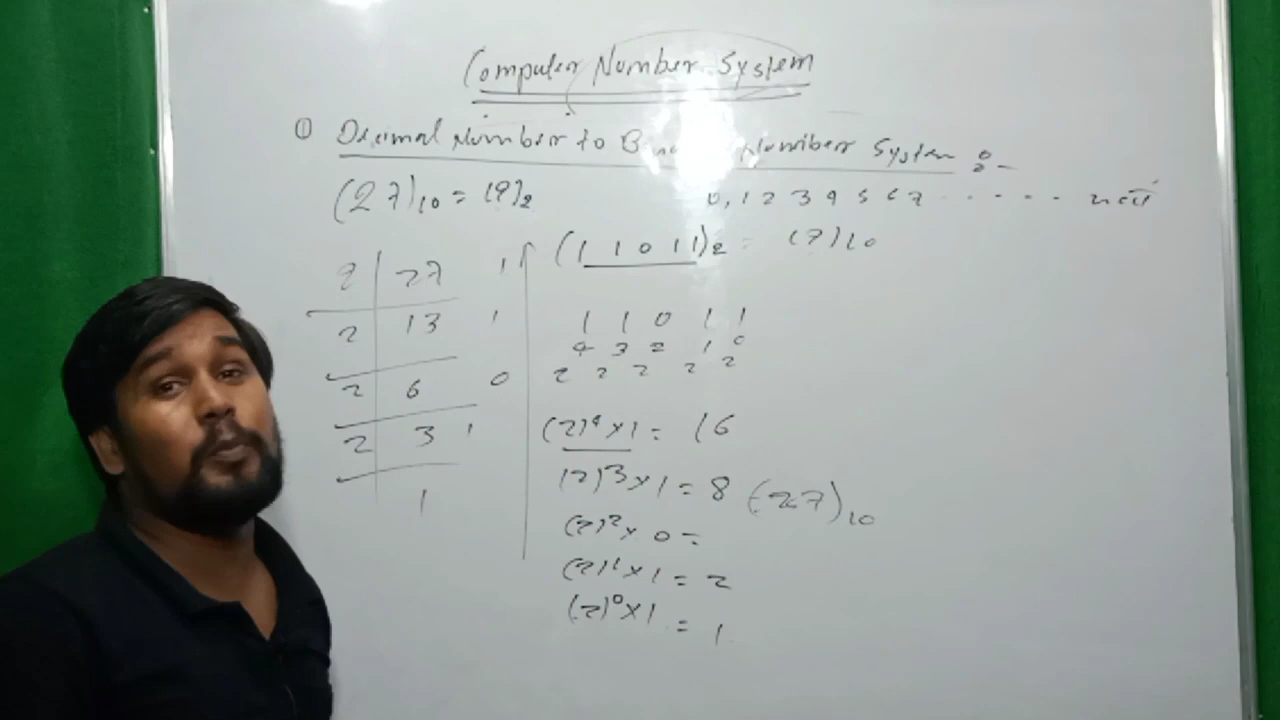 Computer Number System
① Decimal Number to B Number System :-
(27)10 = (?)2
0, 1 2 3 4 5 6 7 . . . . .
2 27 1
2 13 1
2 6 0
2 3 1
1
(1 1 0 1 1)2 = (?)10
1 1 0 1 1
4 3 2 1 0
2 2 2 2 2
(2)4 × 1 = 16
(2)3 × 1 = 8 (27)10
(2)2 × 0 =
(2)1 × 1 = 2
(2)0 × 1 = 1